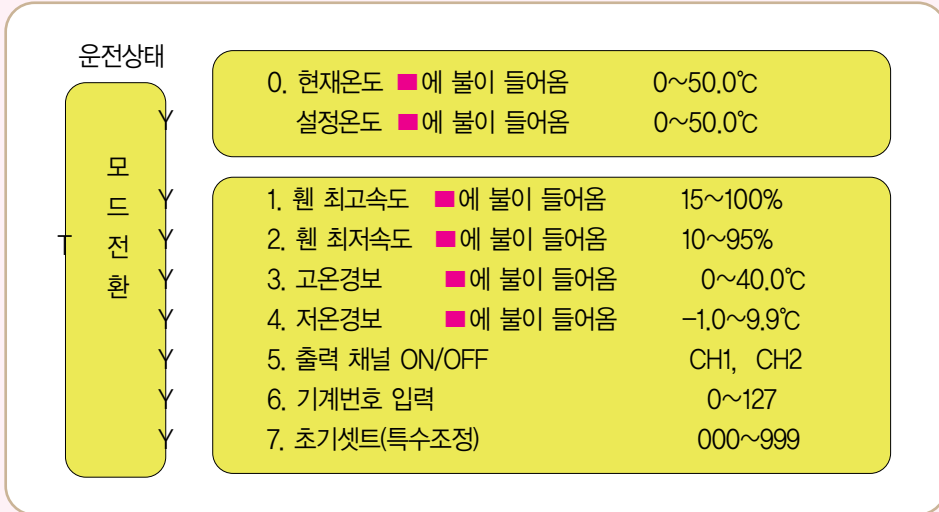 운전상태
0. 현재온도 ■에 불이 들어옴 0~50.0℃
설정온도 ■에 불이 들어옴 0~50.0℃
Y
모드전환
T
1. 휀 최고속도 ■에 불이 들어옴 15~100%
Y
2. 휀 최저속도 ■에 불이 들어옴 10~95%
Y
3. 고온경보 ■에 불이 들어옴 0~40.0℃
Y
4. 저온경보 ■에 불이 들어옴 -1.0~9.9℃
Y
5. 출력 채널 ON/OFF CH1, CH2
Y
6. 기계번호 입력 0~127
Y
7. 초기셋트(특수조정) 000~999
Y